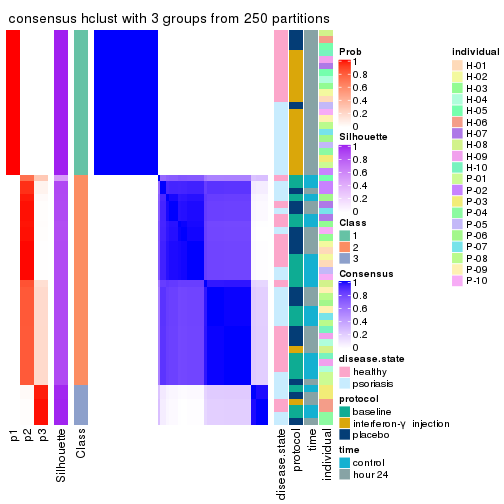 consensus hclust with 3 groups from 250 partitions
Prob
1
0.8
0.6
0.4
0.2
0
Silhouette
1
0.8
0.6
0.4
0.2
0
Class
1
2
3
Consensus
1
0.8
0.6
0.4
0.2
0
disease.state
healthy
psoriasis
protocol
baseline
interferon-γ injection
placebo
time
control
hour 24
individual
H-01
H-02
H-03
H-04
H-05
H-06
H-07
H-08
H-09
H-10
P-01
P-02
P-03
P-04
P-05
P-06
P-07
P-08
P-09
P-10
p1
p2
p3
Silhouette
Class
disease.state
protocol
time
individual